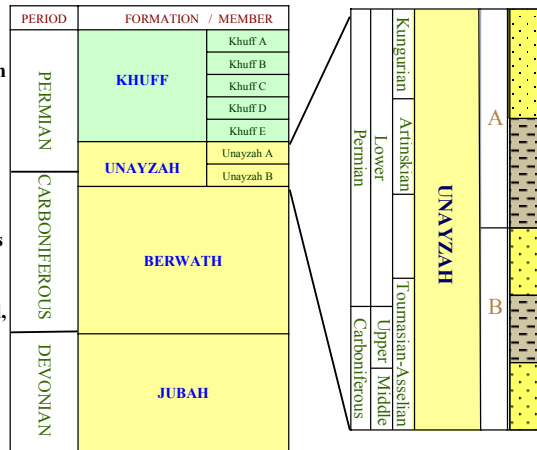 PERIOD
FORMATION / MEMBER
PERMIAN
CARBONIFEROUS
DEVONIAN
KHUFF
Khuff A
Khuff B
Khuff C
Khuff D
Khuff E
UNAYZAH
Unayzah A
Unayzah B
BERWATH
JUBAH
Permian
Carboniferous
Lower
Upper
Middle
Kungurian
Artinskian
Toumasian-Asselian
UNAYZAH
A
B